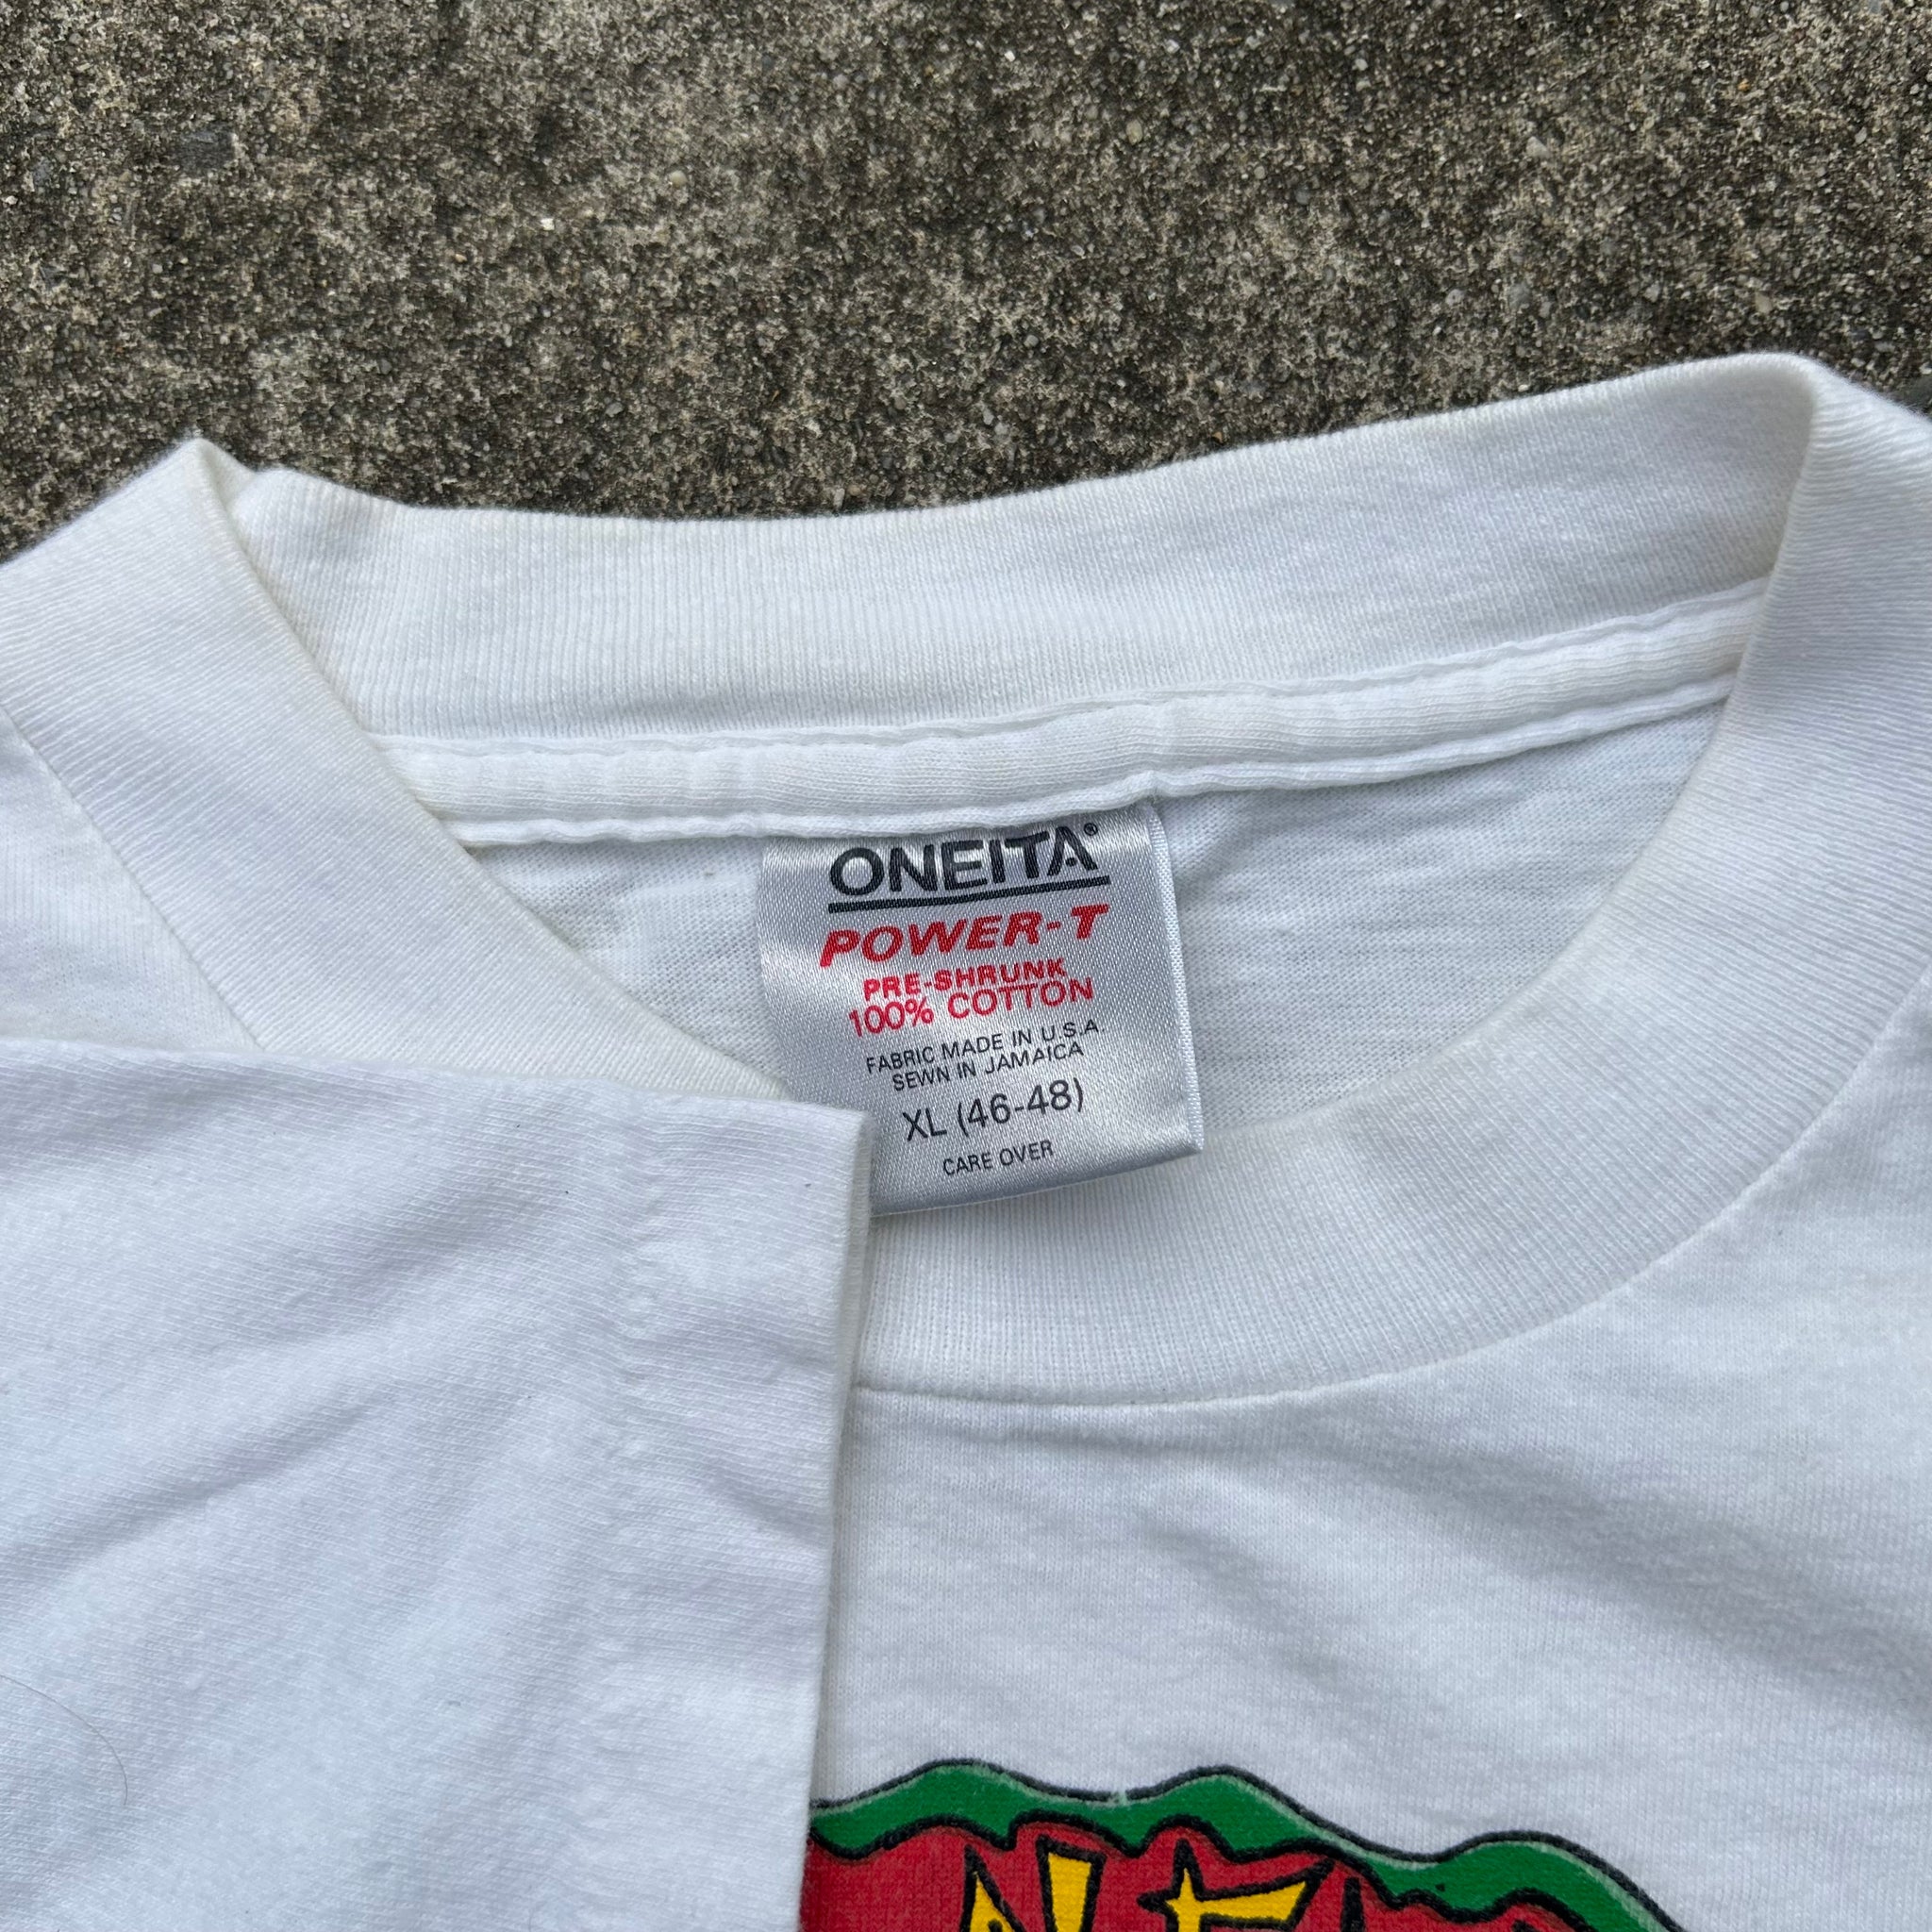 ONEITA®
POWER-T
PRE-SHRUNK
100% COTTON
FABRIC MADE IN U.S.A.
SEWN IN JAMAICA
XL (46-48)
CARE OVER